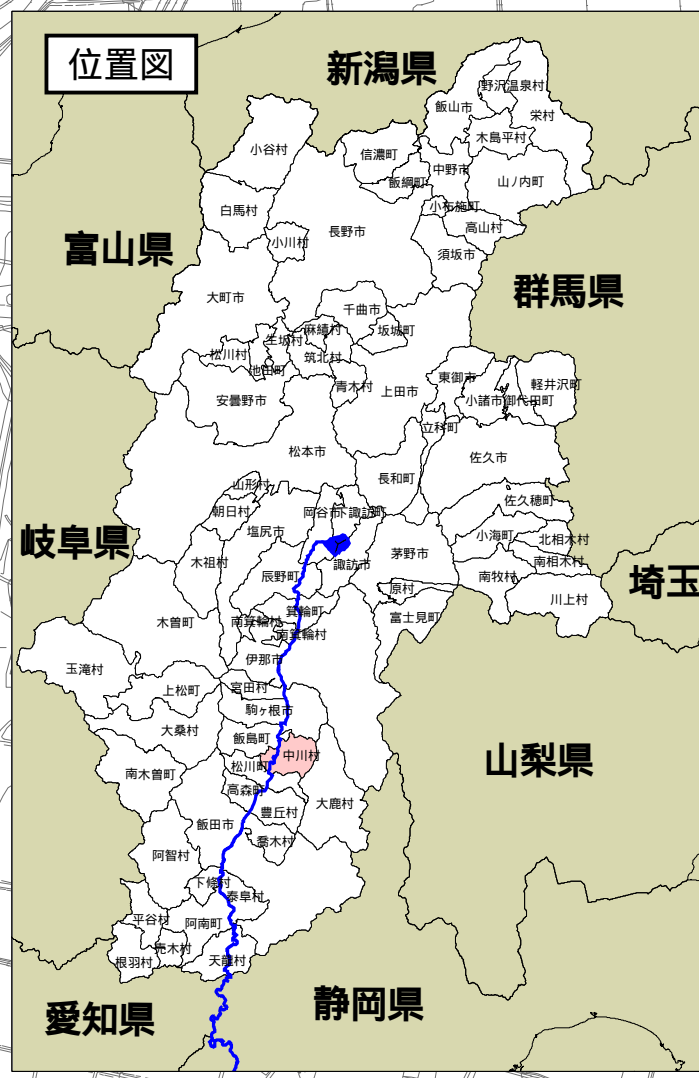 位置図
新潟県
野沢温泉村
飯山市
栄村
木島平村
小谷村
信濃町
中野市
飯綱町
山ノ内町
白馬村
小布施町
高山村
長野市
小川村
須坂市
富山県
群馬県
大町市
千曲市
麻績村
坂城町
生坂村
松川村
筑北村
池田町
青木村
上田市
東御市
軽井沢町
小諸市
御代田町
安曇野市
立科町
松本市
佐久市
長和町
山形村
佐久穂町
朝日村
岡谷市
下諏訪町
塩尻市
小海町
北相木村
岐阜県
茅野市
諏訪市
南相木村
木祖村
辰野町
南牧村
埼玉
原村
川上村
箕輪町
富士見町
木曽町
南箕輪村
南箕輪村
伊那市
玉滝村
宮田村
上松町
駒ヶ根市
大桑村
飯島町
中川村
山梨県
松川町
南木曽町
高森町
大鹿村
豊丘村
飯田市
喬木村
阿智村
下條村
泰阜村
平谷村
阿南町
売木村
根羽村
天龍村
静岡県
愛知県